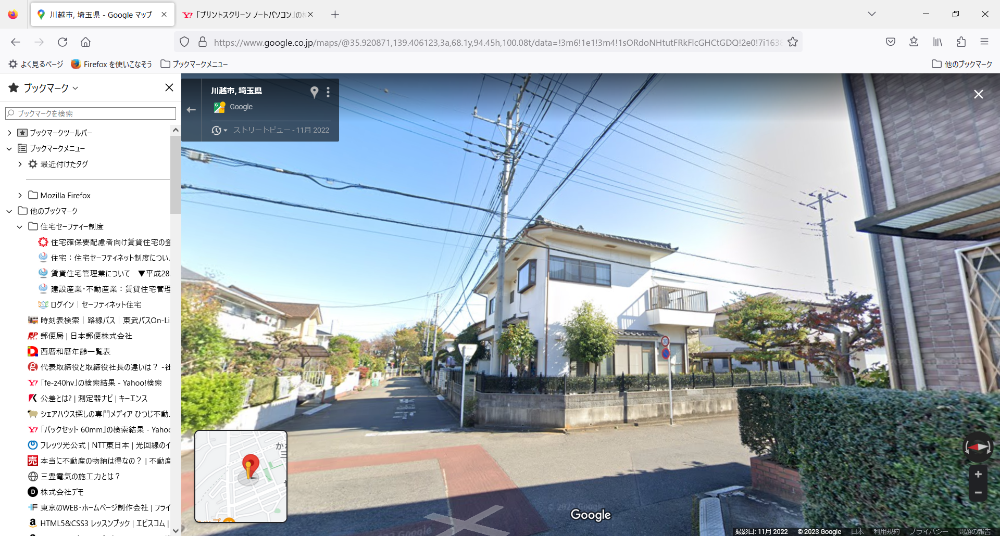 川越市, 埼玉県 - Google マップ
「プリントスクリーン ノートパソコン」の
https://www.google.co.jp/maps/@35.920871,139.406123,3a,68.1y,94.45h,100.08t/data=!3m6!1e1!3m4!1sORdoNHtutFRkFlcGHCtGDQ!2e0!7i1638
よく見るページ
Firefox を使いこなそう
ブックマークメニュー
他のブックマーク
ブックマーク
ブックマークを検索
ブックマークツールバー
ブックマークメニュー
最近付けたタグ
Mozilla Firefox
他のブックマーク
住宅セーフティー制度
住宅確保要配慮者向け賃貸住宅の登
住宅：住宅セーフティネット制度につい.
賃貸住宅管理業について　▼平成28.
建設産業・不動産業：賃貸住宅管理
ログイン｜セーフティネット住宅
時刻表検索｜路線バス｜東武バスOn-Li
郵便局 | 日本郵便株式会社
西暦和暦年齢一覧表
代表取締役と取締役社長の違いは？ -社
「fe-z40hv」の検索結果 - Yahoo!検索
公差とは? | 測定器ナビ | キーエンス
シェアハウス探しの専門メディア ひつじ不動.
「バックセット 60mm」の検索結果 - Yahoo
フレッツ光公式 | NTT東日本 | 光回線のイ
本当に不動産の物納は得なの？ | 不動産
三豊電気の施工力とは？
株式会社デモ
東京のWEB・ホームページ制作会社 | フライ
HTML5&CSS3 レッスンブック | エビスコム |
川越市, 埼玉県
Google
ストリートビュー - 11月 2022
30
か
三
Google
撮影日: 11月 2022
© 2023 Google
日本
利用規約
プライバシー
問題の報告